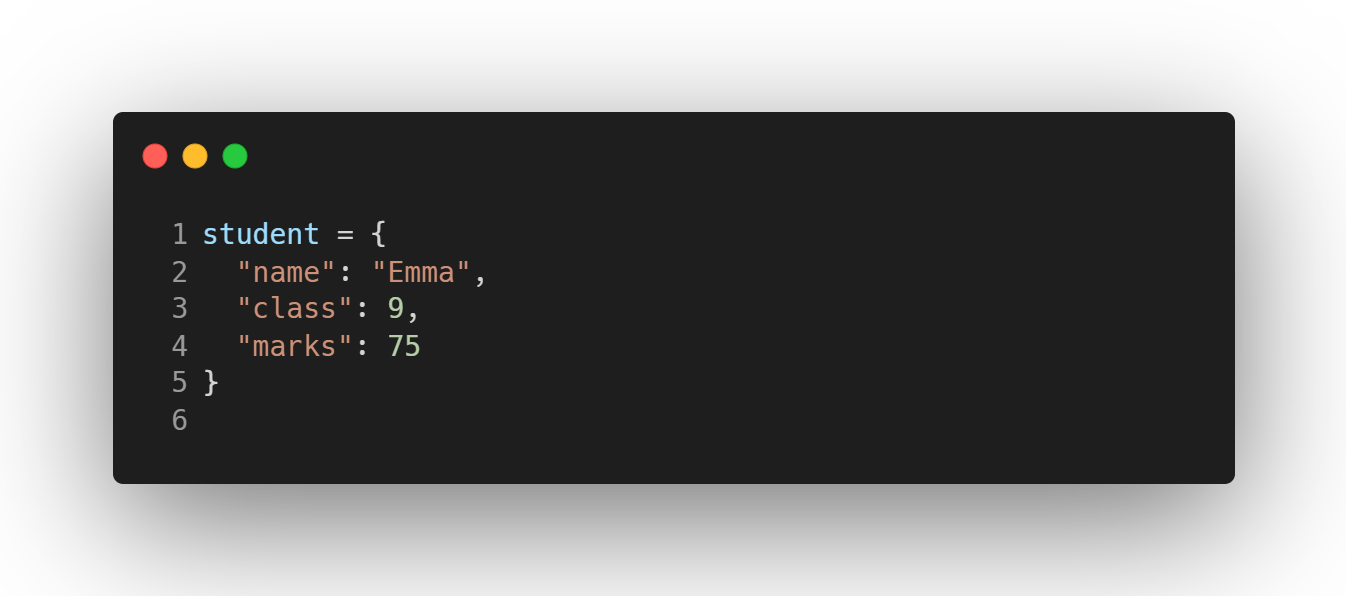 1 student = {
2   "name": "Emma",
3   "class": 9,
4   "marks": 75
5 }
6